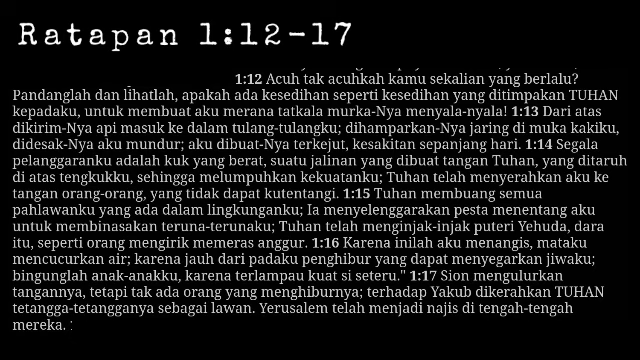 Ratapan 1:12-17
1:12 Acuh tak acuhkah kamu sekalian yang berlalu?
Pandanglah dan lihatlah, apakah ada kesedihan seperti kesedihan yang ditimpakan TUHAN
kepadaku, untuk membuat aku merana tatkala murka-Nya menyala-nyala! 1:13 Dari atas
dikirim-Nya api masuk ke dalam tulang-tulangku; dihamparkan-Nya jaring di muka kakiku,
didesak-Nya aku mundur; aku dibuat-Nya terkejut, kesakitan sepanjang hari. 1:14 Segala
pelanggaranku adalah kuk yang berat, suatu jalinan yang dibuat tangan Tuhan, yang ditaruh
di atas tengkukku, sehingga melumpuhkan kekuatanku; Tuhan telah menyerahkan aku ke
tangan orang-orang, yang tidak dapat kutentangi. 1:15 Tuhan membuang semua
pahlawanku yang ada dalam lingkunganku; Ia menyelenggarakan pesta menentang aku
untuk membinasakan teruna-terunaku; Tuhan telah menginjak-injak puteri Yehuda, dara
itu, seperti orang mengirik memeras anggur. 1:16 Karena inilah aku menangis, mataku
mencucurkan air; karena jauh dari padaku penghibur yang dapat menyegarkan jiwaku;
bingunglah anak-anakku, karena terlampau kuat si seteru." 1:17 Sion mengulurkan
tangannya, tetapi tak ada orang yang menghiburnya; terhadap Yakub dikerahkan TUHAN
tetangga-tetangganya sebagai lawan. Yerusalem telah menjadi najis di tengah-tengah
mereka. :